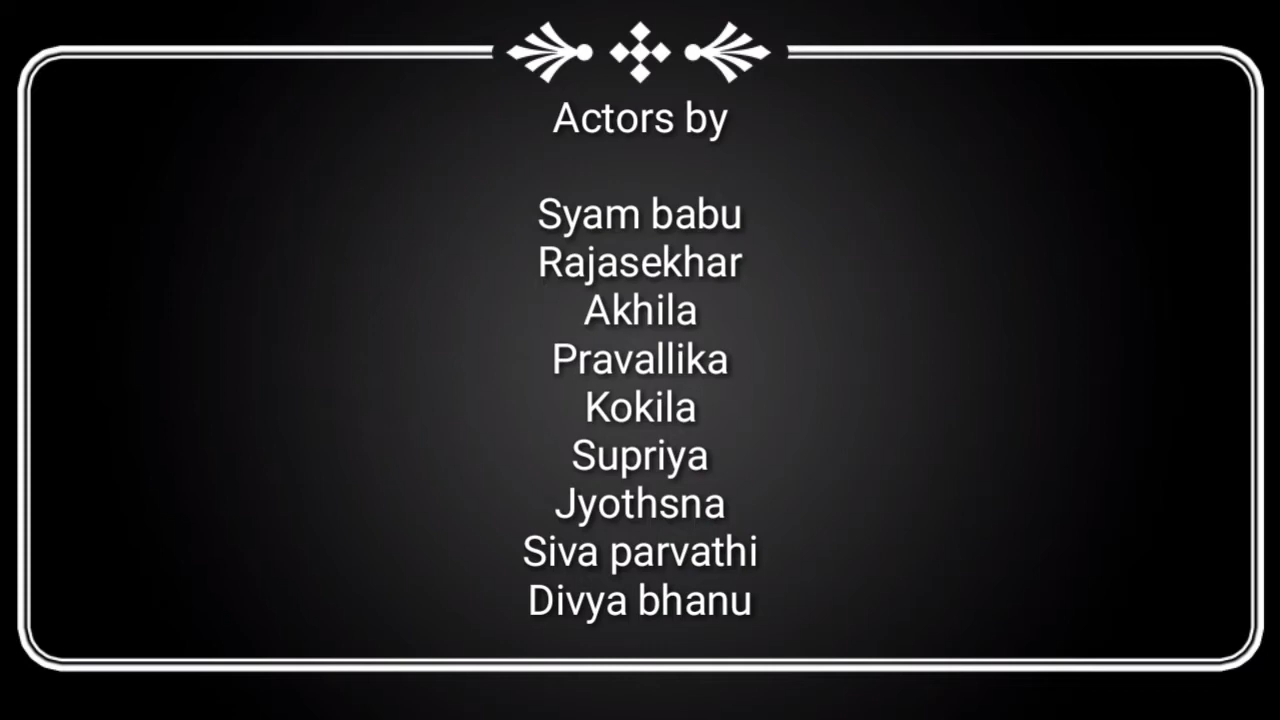 Actors by
Syam babu
Rajasekhar
Akhila
Pravallika
Kokila
Supriya
Jyothsna
Siva parvathi
Divya bhanu